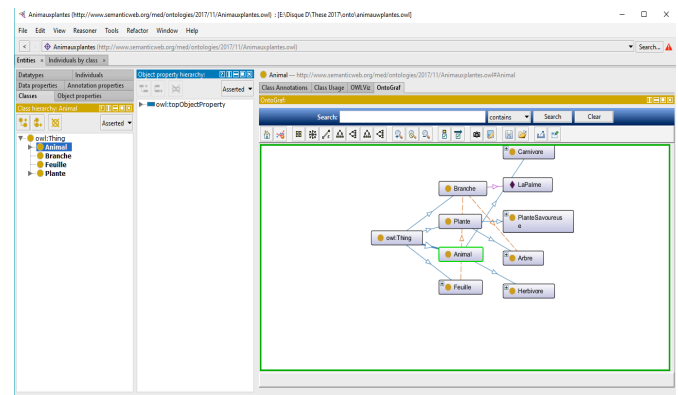 Animauxplantes (http://www.semanticweb.org/med/ontologies/2017/11/Animauxplantes.owl) : [E:\Disque D\These 2017\onto\animauwplantes.owl]
File Edit View Reasoner Tools Refactor Window Help
Animauxplantes (http://www.semanticweb.org/med/ontologies/2017/11/Animauxplantes.owl)
Search...
Entities × Individuals by class ×
Datatypes Individuals
Data properties Annotation properties
Classes Object properties
Class hierarchy: Animal
Asserted
owl:Thing
Animal
Branche
Feuille
Plante
Object property hierarchy:
Asserted
owl:topObjectProperty
Animal — http://www.semanticweb.org/med/ontologies/2017/11/Animauxplantes.owl#Animal
Class Annotations Class Usage OWLViz OntoGraf
OntoGraf:
Search: contains Search Clear
Carnivore
Branche
LaPalme
Plante
PlanteSavoureus
e
owl:Thing
Animal
Arbre
Feuille
Herbivore